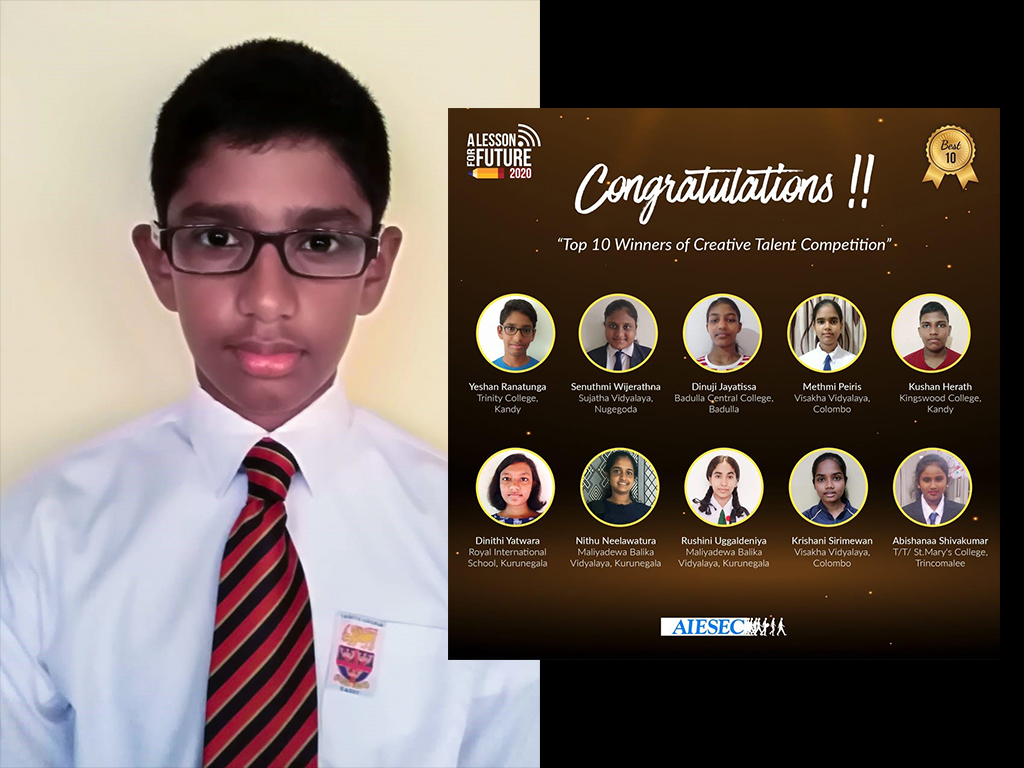 A LESSON
FOR FUTURE
2020
Congratulations !!
Best
10
“Top 10 Winners of Creative Talent Competition”
Yeshan Ranatunga
Trinity College,
Kandy
Senuthmi Wijerathna
Sujatha Vidyalaya,
Nugegoda
Dinuji Jayatissa
Badulla Central College,
Badulla
Methmi Peiris
Visakha Vidyalaya,
Colombo
Kushan Herath
Kingswood College,
Kandy
Dinithi Yatwara
Royal International
School, Kurunegala
Nithu Neelawatura
Maliyadewa Balika
Vidyalaya, Kurunegala
Rushini Uggaldeniya
Maliyadewa Balika
Vidyalaya, Kurunegala
Krishani Sirimewan
Visakha Vidyalaya,
Colombo
Abishanaa Shivakumar
T/T/ St.Mary's College,
Trincomalee
AIESEC
KANDY